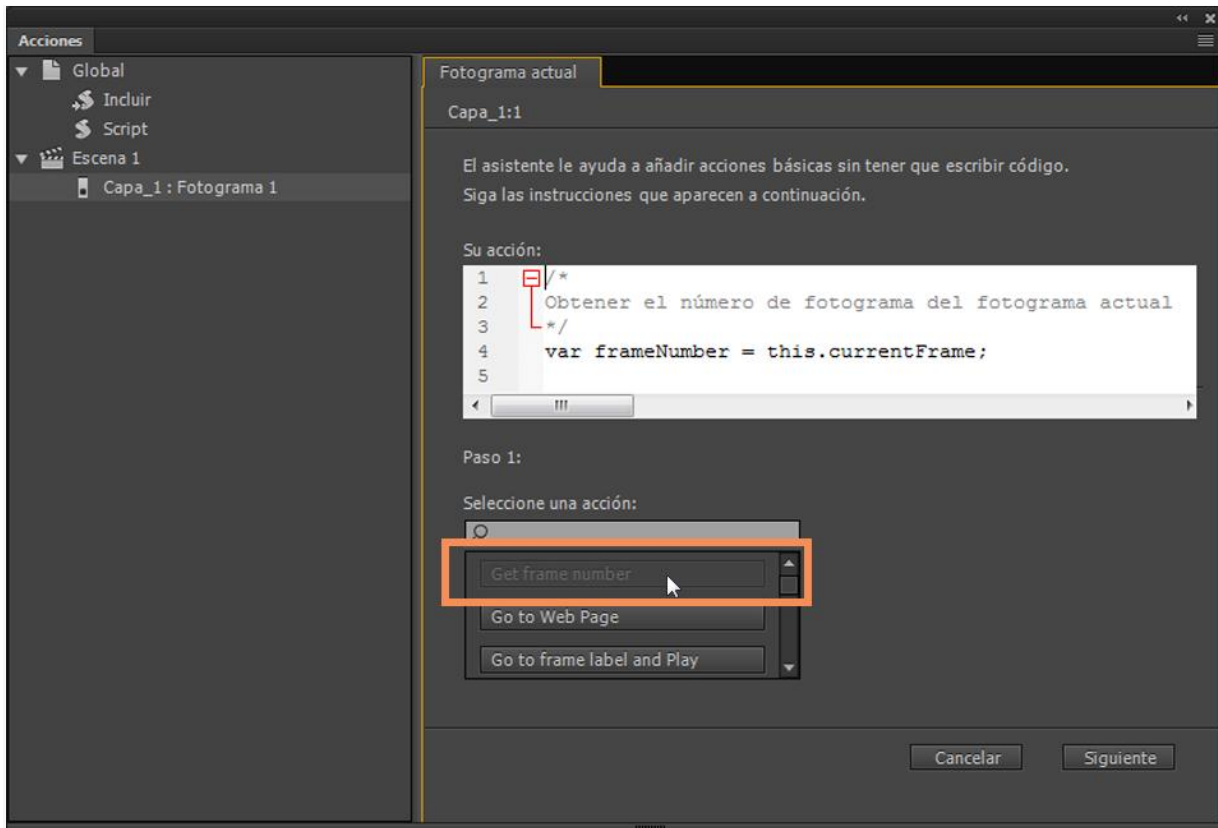 Acciones
Global
Incluir
Script
Escena 1
Capa_1 : Fotograma 1
Fotograma actual
Capa_1:1
El asistente le ayuda a añadir acciones básicas sin tener que escribir código.
Siga las instrucciones que aparecen a continuación.
Su acción:
1 /*
2 Obtener el número de fotograma del fotograma actual
3 */
4 var frameNumber = this.currentFrame;
5
Paso 1:
Seleccione una acción:
Get frame number
Go to Web Page
Go to frame label and Play
Cancelar
Siguiente